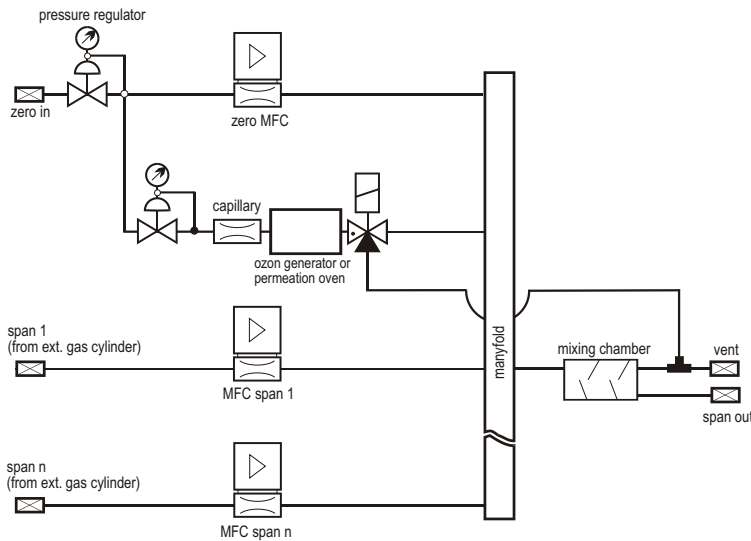 pressure regulator
zero in
zero MFC
capillary
ozon generator or
permeation oven
span 1
(from ext. gas cylinder)
MFC span 1
manyfold
mixing chamber
vent
span out
span n
(from ext. gas cylinder)
MFC span n